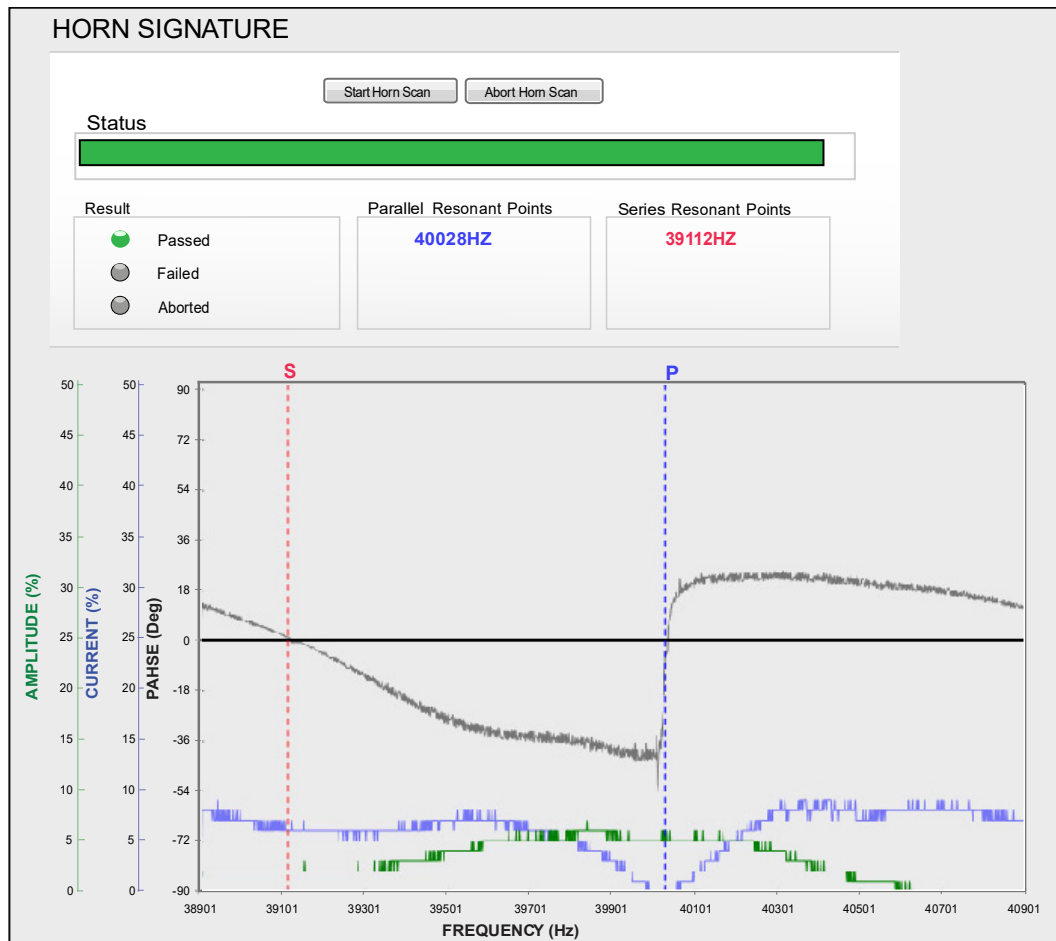 HORN SIGNATURE
Start Horn Scan Abort Horn Scan
Status
Result
Passed
Failed
Aborted
Parallel Resonant Points
40028HZ
Series Resonant Points
39112HZ
S
P
AMPLITUDE (%)
50
45
40
35
30
25
20
15
10
5
0
CURRENT (%)
50
45
40
35
30
25
20
15
10
5
0
PAHSE (Deg)
90
72
54
36
18
0
-18
-36
-54
-72
-90
38901 39101 39301 39501 39701 39901 40101 40301 40501 40701 40901
FREQUENCY (Hz)